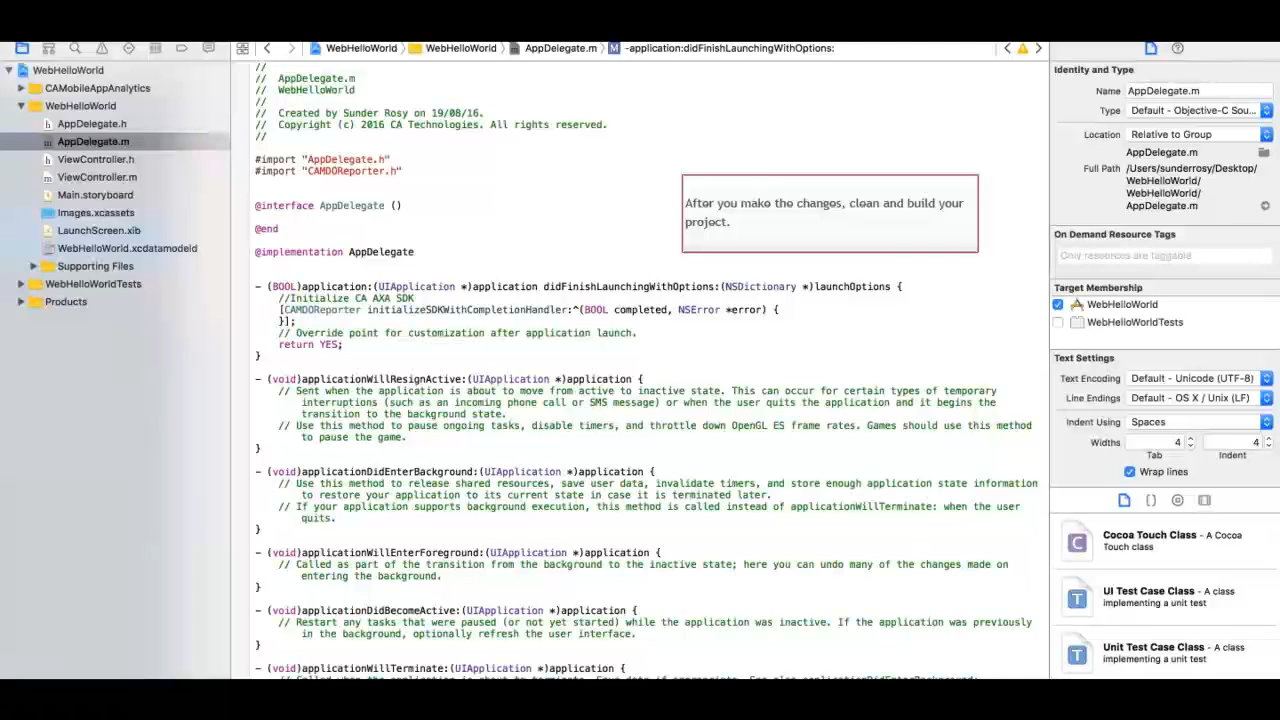 WebHelloWorld
WebHelloWorld
AppDelegate.m
M
-application:didFinishLaunchingWithOptions:
WebHelloWorld
CAMobileAppAnalytics
WebHelloWorld
h AppDelegate.h
m AppDelegate.m
h ViewController.h
m ViewController.m
Main.storyboard
Images.xcassets
LaunchScreen.xib
WebHelloWorld.xcdatamodeld
Supporting Files
WebHelloWorldTests
Products
//
//  AppDelegate.m
//  WebHelloWorld
//
//  Created by Sunder Rosy on 19/08/16.
//  Copyright (c) 2016 CA Technologies. All rights reserved.
//
#import "AppDelegate.h"
#import "CAMDOReporter.h"
@interface AppDelegate ()
@end
@implementation AppDelegate
- (BOOL)application:(UIApplication *)application didFinishLaunchingWithOptions:(NSDictionary *)launchOptions {
//Initialize CA AXA SDK
[CAMDOReporter initializeSDKWithCompletionHandler:^(BOOL completed, NSError *error) {
}];
// Override point for customization after application launch.
return YES;
}
- (void)applicationWillResignActive:(UIApplication *)application {
// Sent when the application is about to move from active to inactive state. This can occur for certain types of temporary
interruptions (such as an incoming phone call or SMS message) or when the user quits the application and it begins the
transition to the background state.
// Use this method to pause ongoing tasks, disable timers, and throttle down OpenGL ES frame rates. Games should use this method
to pause the game.
}
- (void)applicationDidEnterBackground:(UIApplication *)application {
// Use this method to release shared resources, save user data, invalidate timers, and store enough application state information
to restore your application to its current state in case it is terminated later.
// If your application supports background execution, this method is called instead of applicationWillTerminate: when the user
quits.
}
- (void)applicationWillEnterForeground:(UIApplication *)application {
// Called as part of the transition from the background to the inactive state; here you can undo many of the changes made on
entering the background.
}
- (void)applicationDidBecomeActive:(UIApplication *)application {
// Restart any tasks that were paused (or not yet started) while the application was inactive. If the application was previously
in the background, optionally refresh the user interface.
}
- (void)applicationWillTerminate:(UIApplication *)application {
After you make the changes, clean and build your
project.
Identity and Type
Name AppDelegate.m
Type Default - Objective-C Sou...
Location Relative to Group
AppDelegate.m
Full Path /Users/sunderrosy/Desktop/
WebHelloWorld/
WebHelloWorld/
AppDelegate.m
On Demand Resource Tags
Only resources are taggable
Target Membership
WebHelloWorld
WebHelloWorldTests
Text Settings
Text Encoding Default - Unicode (UTF-8)
Line Endings Default - OS X / Unix (LF)
Indent Using Spaces
Widths 4 4
Tab Indent
Wrap lines
C
Cocoa Touch Class - A Cocoa
Touch class
T
UI Test Case Class - A class
implementing a unit test
T
Unit Test Case Class - A class
implementing a unit test